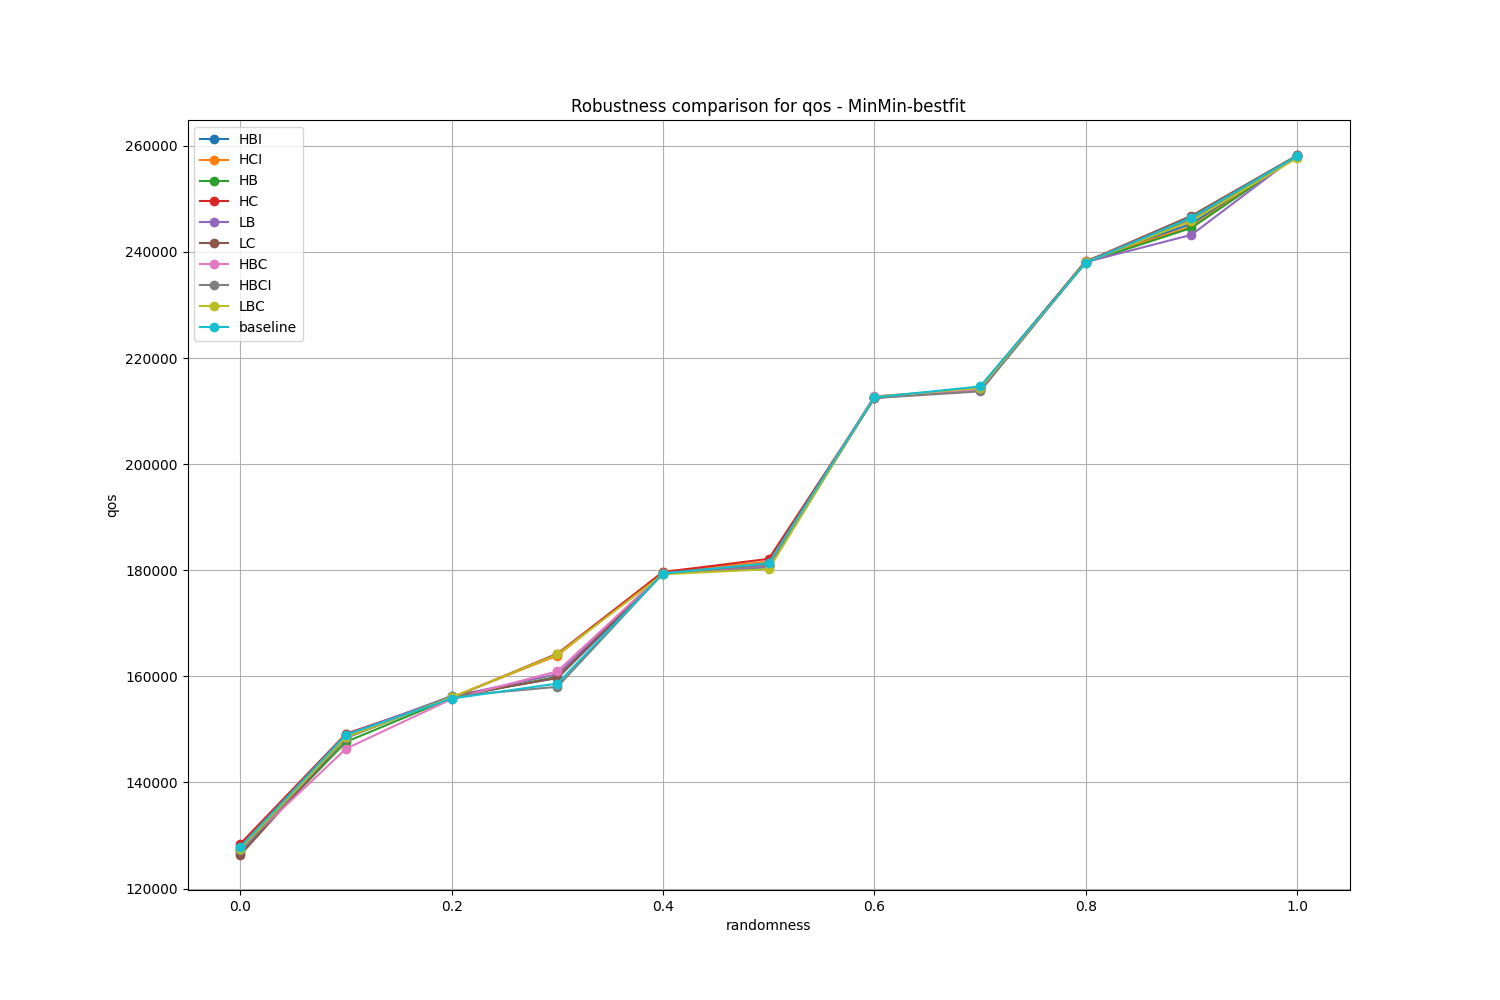 Robustness comparison for qos - MinMin-bestfit
HBI
HCI
HB
HC
LB
LC
HBC
HBCI
LBC
baseline
260000
240000
220000
200000
180000
160000
140000
120000
qos
0.0 0.2 0.4 0.6 0.8 1.0
randomness